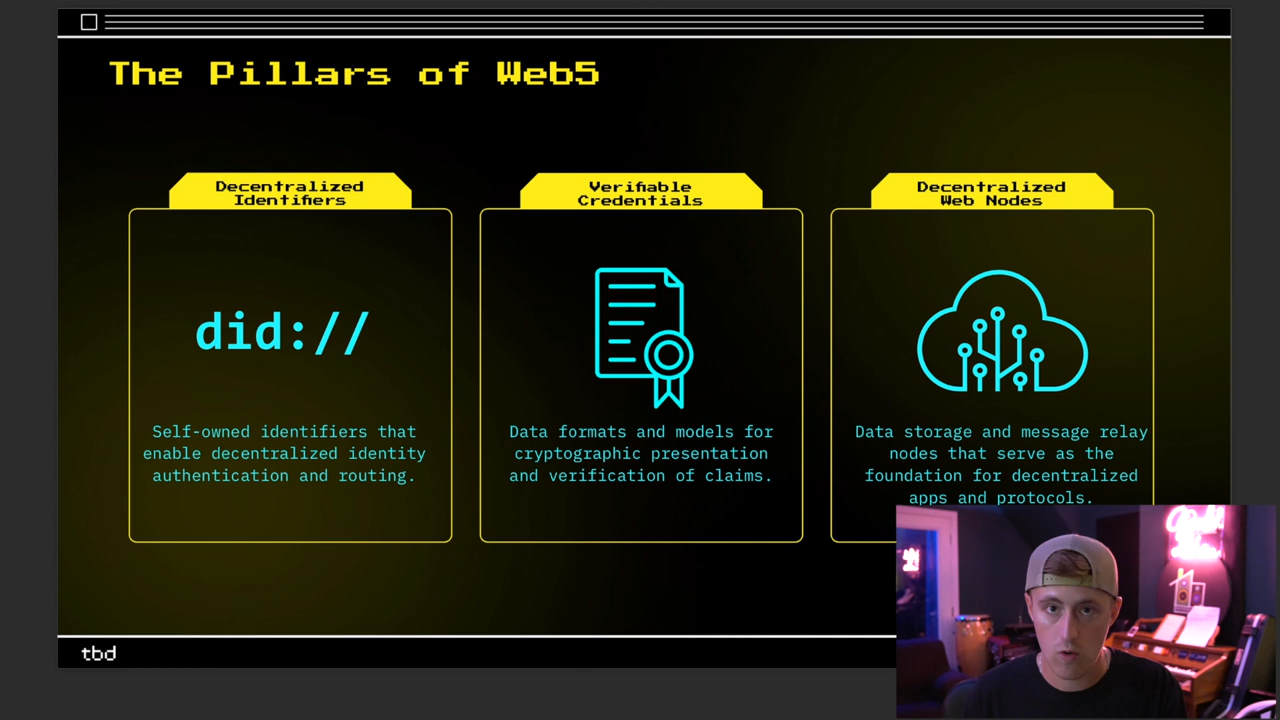 The Pillars of Web5
Decentralized
Identifiers
did://
Self-owned identifiers that
enable decentralized identity
authentication and routing.
Verifiable
Credentials
Data formats and models for
cryptographic presentation
and verification of claims.
Decentralized
Web Nodes
Data storage and message relay
nodes that serve as the
foundation for decentralized
apps and protocols.
tbd